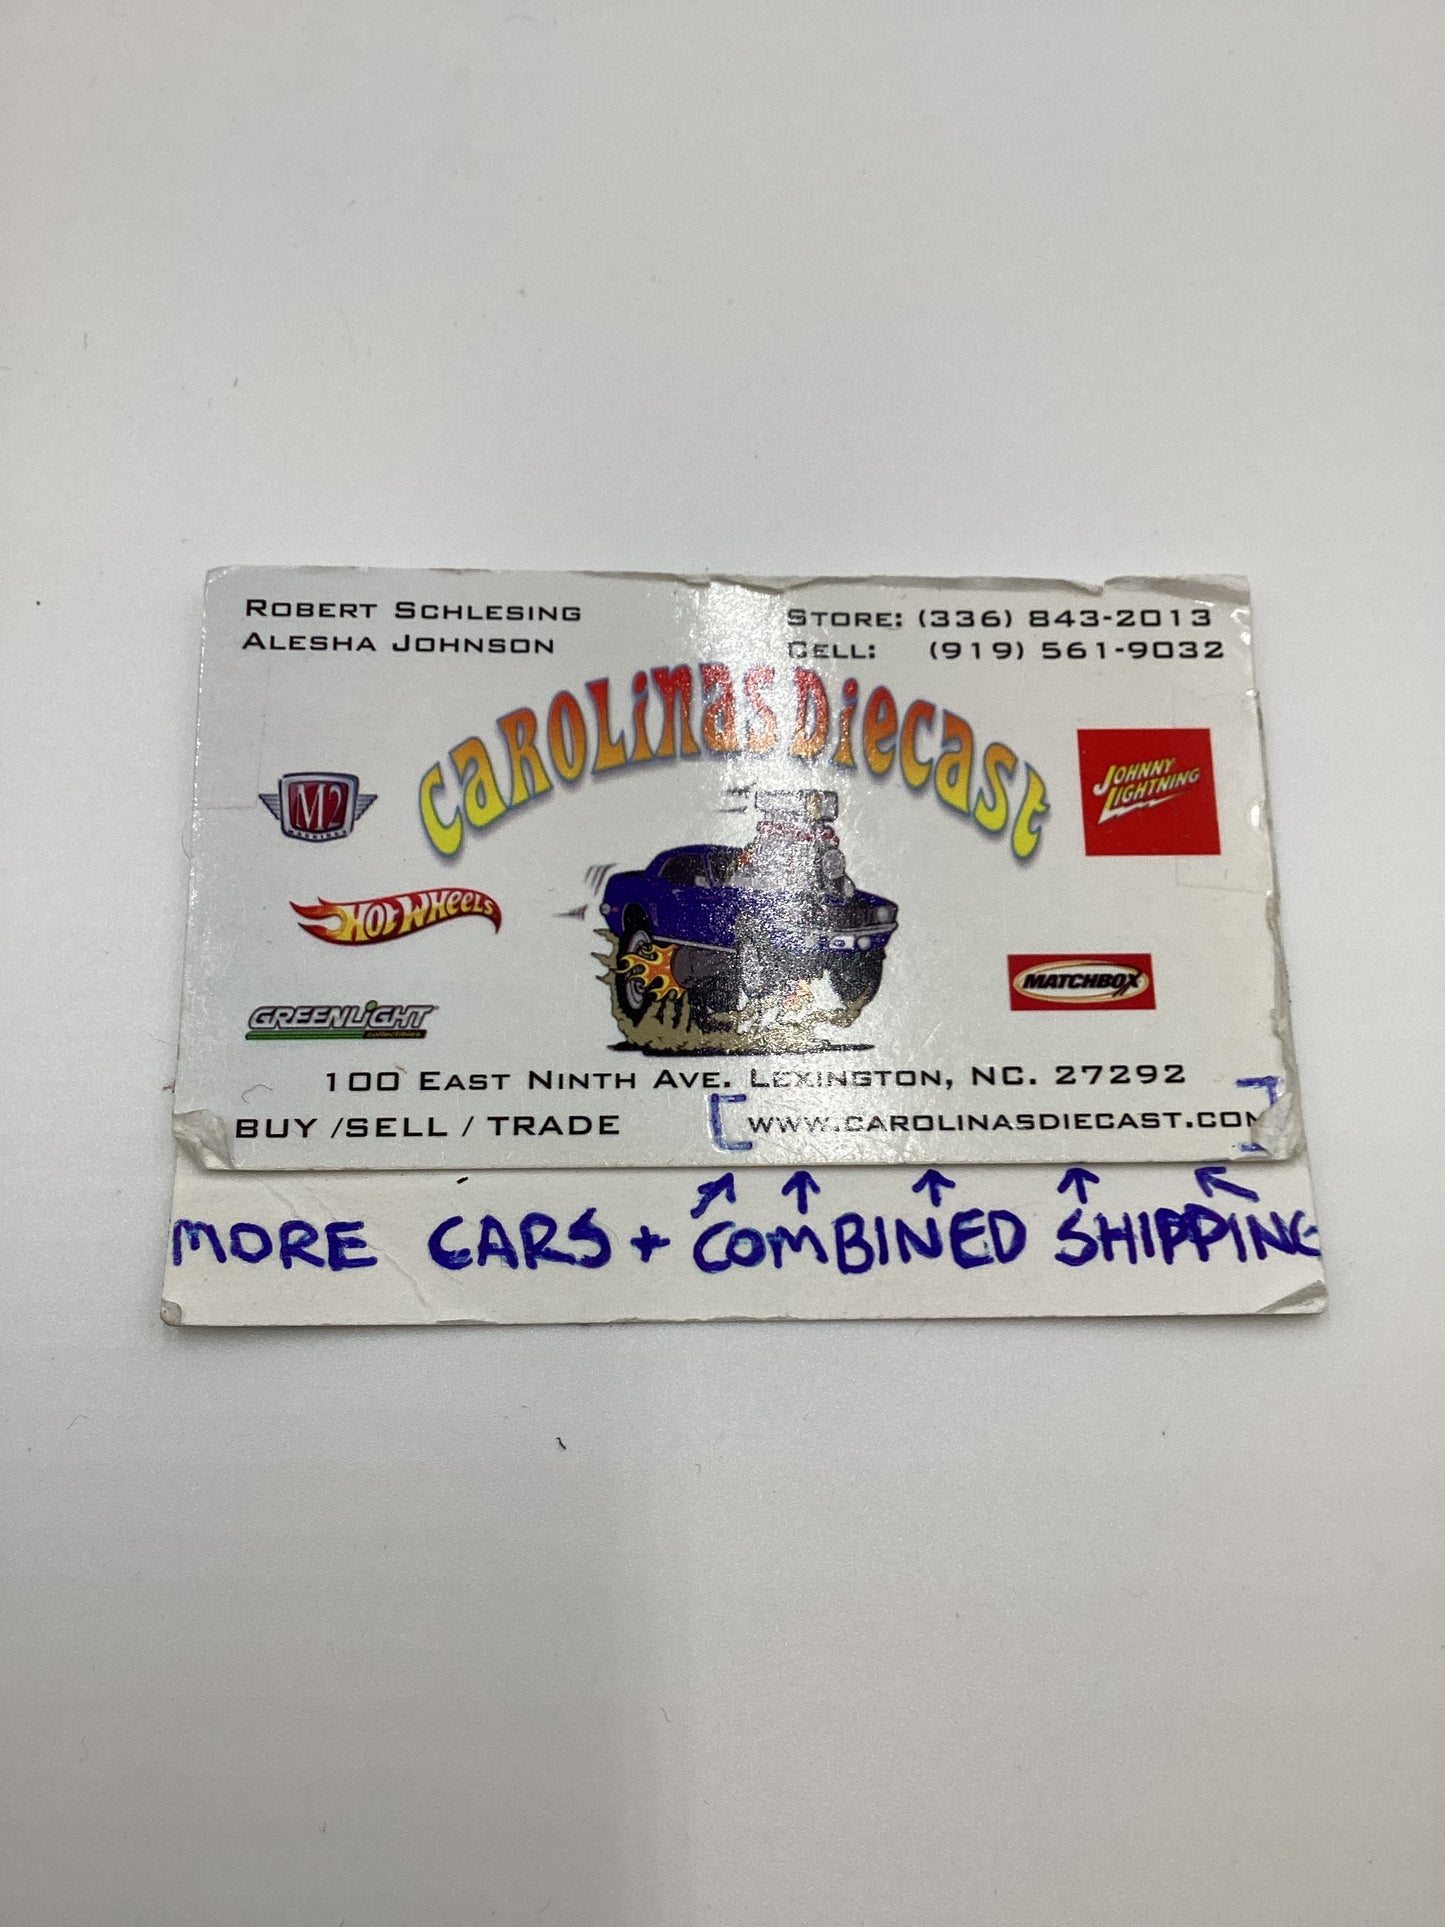 ROBERT SCHLESING
ALESHA JOHNSON
STORE: (336) 843-2013
CELL: (919) 561-9032
CAROLINAS DIECAST
M2
MACHINES
JOHNNY
LIGHTNING
HOT WHEELS
MATCHBOX
GREENLIGHT
collectibles
100 EAST NINTH AVE. LEXINGTON, NC. 27292
BUY /SELL / TRADE
WWW.CAROLINASDIECAST.COM
MORE CARS + COMBINED SHIPPING